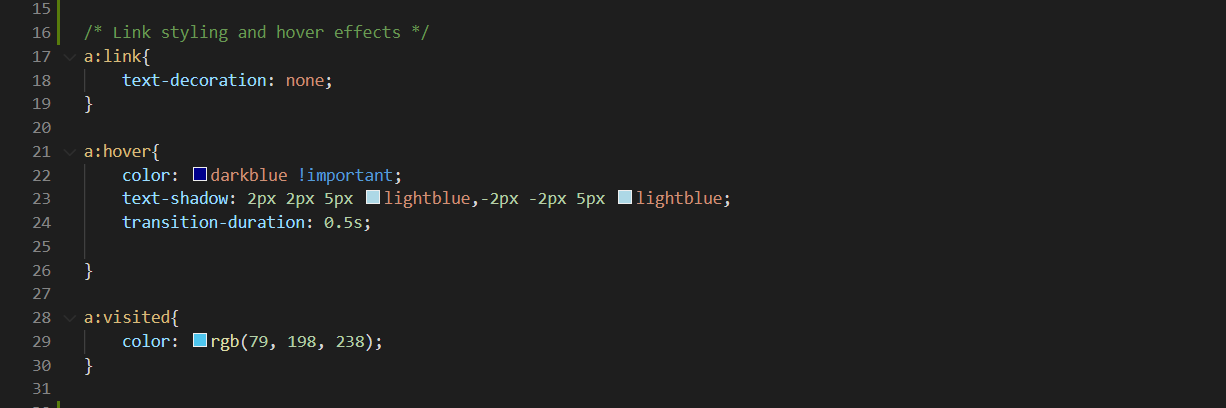 15
16 /* Link styling and hover effects */
17 a:link{
18 text-decoration: none;
19 }
20
21 a:hover{
22 color: darkblue !important;
23 text-shadow: 2px 2px 5px lightblue,-2px -2px 5px lightblue;
24 transition-duration: 0.5s;
25
26 }
27
28 a:visited{
29 color: rgb(79, 198, 238);
30 }
31